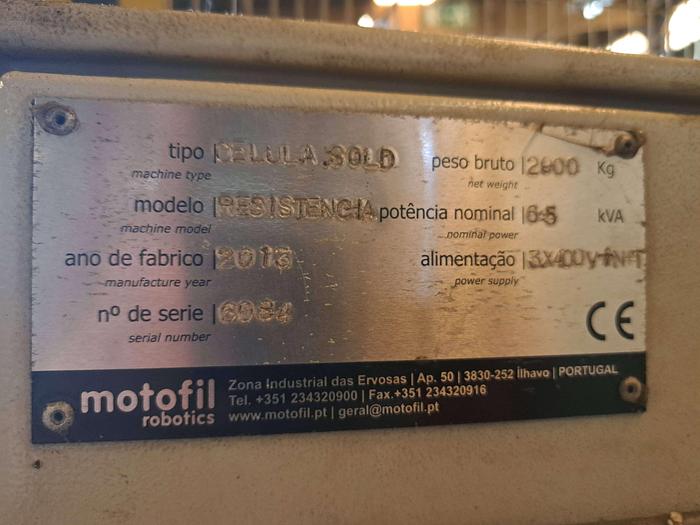 tipo | CELULA.SOLD
machine type
peso bruto | 2900 Kg
net weight
modelo | RESISTENCIA
machine model
potência nominal | 6.5 kVA
nominal power
ano de fabrico
manufacture year
alimentação | 3X400V+N+T
power supply
nº de serie
serial number
CE
motofil
robotics
Zona Industrial das Ervosas | Ap. 50 | 3830-252 Ílhavo | PORTUGAL
Tel. +351 234320900 | Fax.+351 234320916
www.motofil.pt | geral@motofil.pt